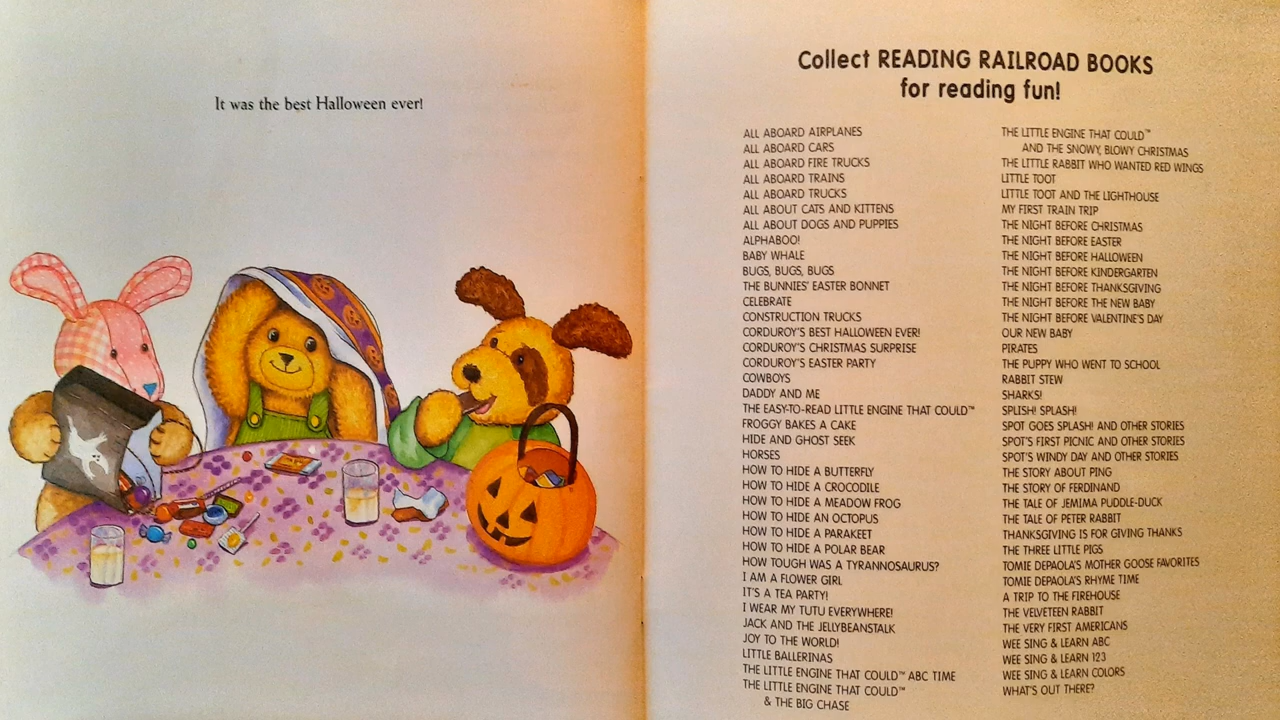 It was the best Halloween ever!
Collect READING RAILROAD BOOKS
for reading fun!
ALL ABOARD AIRPLANES
ALL ABOARD CARS
ALL ABOARD FIRE TRUCKS
ALL ABOARD TRAINS
ALL ABOARD TRUCKS
ALL ABOUT CATS AND KITTENS
ALL ABOUT DOGS AND PUPPIES
ALPHABOO!
BABY WHALE
BUGS, BUGS, BUGS
THE BUNNIES' EASTER BONNET
CELEBRATE
CONSTRUCTION TRUCKS
CORDUROY'S BEST HALLOWEEN EVER!
CORDUROY'S CHRISTMAS SURPRISE
CORDUROY'S EASTER PARTY
COWBOYS
DADDY AND ME
THE EASY-TO-READ LITTLE ENGINE THAT COULD™
FROGGY BAKES A CAKE
HIDE AND GHOST SEEK
HORSES
HOW TO HIDE A BUTTERFLY
HOW TO HIDE A CROCODILE
HOW TO HIDE A MEADOW FROG
HOW TO HIDE AN OCTOPUS
HOW TO HIDE A PARAKEET
HOW TO HIDE A POLAR BEAR
HOW TOUGH WAS A TYRANNOSAURUS?
I AM A FLOWER GIRL
IT'S A TEA PARTY!
I WEAR MY TUTU EVERYWHERE!
JACK AND THE JELLYBEANSTALK
JOY TO THE WORLD!
LITTLE BALLERINAS
THE LITTLE ENGINE THAT COULD™ ABC TIME
THE LITTLE ENGINE THAT COULD™
& THE BIG CHASE
THE LITTLE ENGINE THAT COULD™
AND THE SNOWY, BLOWY CHRISTMAS
THE LITTLE RABBIT WHO WANTED RED WINGS
LITTLE TOOT
LITTLE TOOT AND THE LIGHTHOUSE
MY FIRST TRAIN TRIP
THE NIGHT BEFORE CHRISTMAS
THE NIGHT BEFORE EASTER
THE NIGHT BEFORE HALLOWEEN
THE NIGHT BEFORE KINDERGARTEN
THE NIGHT BEFORE THANKSGIVING
THE NIGHT BEFORE THE NEW BABY
THE NIGHT BEFORE VALENTINE'S DAY
OUR NEW BABY
PIRATES
THE PUPPY WHO WENT TO SCHOOL
RABBIT STEW
SHARKS!
SPLISH! SPLASH!
SPOT GOES SPLASH! AND OTHER STORIES
SPOT'S FIRST PICNIC AND OTHER STORIES
SPOT'S WINDY DAY AND OTHER STORIES
THE STORY ABOUT PING
THE STORY OF FERDINAND
THE TALE OF JEMIMA PUDDLE-DUCK
THE TALE OF PETER RABBIT
THANKSGIVING IS FOR GIVING THANKS
THE THREE LITTLE PIGS
TOMIE DEPAOLA'S MOTHER GOOSE FAVORITES
TOMIE DEPAOLA'S RHYME TIME
A TRIP TO THE FIREHOUSE
THE VELVETEEN RABBIT
THE VERY FIRST AMERICANS
WEE SING & LEARN ABC
WEE SING & LEARN 123
WEE SING & LEARN COLORS
WHAT'S OUT THERE?